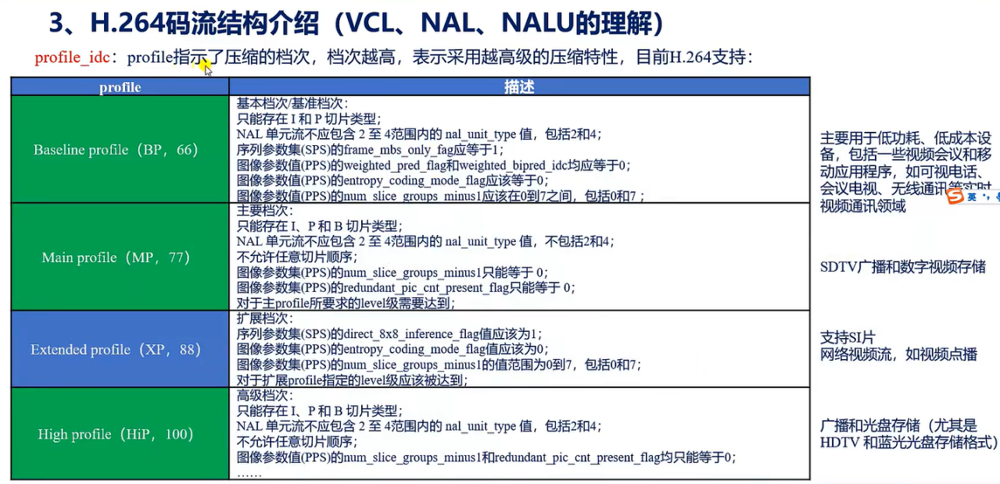 3、H.264码流结构介绍（VCL、NAL、NALU的理解）
profile_idc：profile指示了压缩的档次，档次越高，表示采用越高级的压缩特性，目前H.264支持：
profile
描述
Baseline profile（BP，66）
基本档次/基准档次：
只能存在 I 和 P 切片类型；
NAL 单元流不应包含 2 至 4范围内的 nal_unit_type 值，包括2和4；
序列参数集(SPS)的frame_mbs_only_fag应等于1；
图像参数值(PPS)的weighted_pred_flag和weighted_bipred_idc均应等于0；
图像参数值(PPS)的entropy_coding_mode_flag应该等于0；
图像参数值(PPS)的num_slice_groups_minus1应该在0到7之间，包括0和7；
主要用于低功耗、低成本设
备，包括一些视频会议和移
动应用程序，如可视电话、
会议电视、无线通讯等实时
视频通讯领域
英
Main profile（MP，77）
主要档次：
只能存在 I、P 和 B 切片类型；
NAL 单元流不应包含 2 至 4范围内的 nal_unit_type 值，不包括2和4；
不允许任意切片顺序；
图像参数集(PPS)的num_slice_groups_minus1只能等于 0；
图像参数集(PPS)的redundant_pic_cnt_present_flag只能等于 0；
对于主profile所要求的level级需要达到；
SDTV广播和数字视频存储
Extended profile（XP，88）
扩展档次：
序列参数集(SPS)的direct_8x8_inference_flag值应该为1；
图像参数集(PPS)的entropy_coding_mode_flag值应该为0；
图像参数集(PPS)的num_slice_groups_minus1的值范围为0到7，包括0和7；
对于扩展profile指定的level级应该被达到；
支持SI片
网络视频流，如视频点播
High profile（HiP，100）
高级档次：
只能存在 I、P 和 B 切片类型；
NAL 单元流不应包含 2 至 4范围内的 nal_unit_type 值，包括2和4；
不允许任意切片顺序；
图像参数值(PPS)的num_slice_groups_minus1和redundant_pic_cnt_present_flag均只能等于0；
……
广播和光盘存储（尤其是
HDTV 和蓝光光盘存储格式）